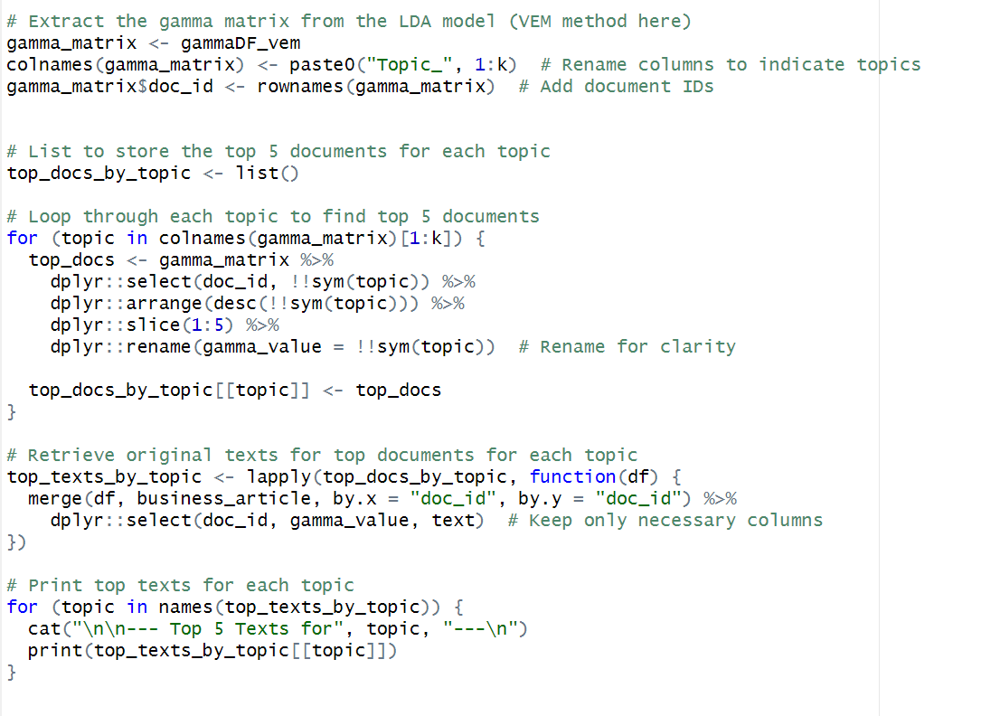 # Extract the gamma matrix from the LDA model (VEM method here)
gamma_matrix <- gammaDF_vem
colnames(gamma_matrix) <- paste0("Topic_", 1:k)  # Rename columns to indicate topics
gamma_matrix$doc_id <- rownames(gamma_matrix)  # Add document IDs
# List to store the top 5 documents for each topic
top_docs_by_topic <- list()
# Loop through each topic to find top 5 documents
for (topic in colnames(gamma_matrix)[1:k]) {
  top_docs <- gamma_matrix %>%
    dplyr::select(doc_id, !!sym(topic)) %>%
    dplyr::arrange(desc(!!sym(topic))) %>%
    dplyr::slice(1:5) %>%
    dplyr::rename(gamma_value = !!sym(topic))  # Rename for clarity
  top_docs_by_topic[[topic]] <- top_docs
}
# Retrieve original texts for top documents for each topic
top_texts_by_topic <- lapply(top_docs_by_topic, function(df) {
  merge(df, business_article, by.x = "doc_id", by.y = "doc_id") %>%
    dplyr::select(doc_id, gamma_value, text)  # Keep only necessary columns
})
# Print top texts for each topic
for (topic in names(top_texts_by_topic)) {
  cat("\n\n--- Top 5 Texts for", topic, "---\n")
  print(top_texts_by_topic[[topic]])
}